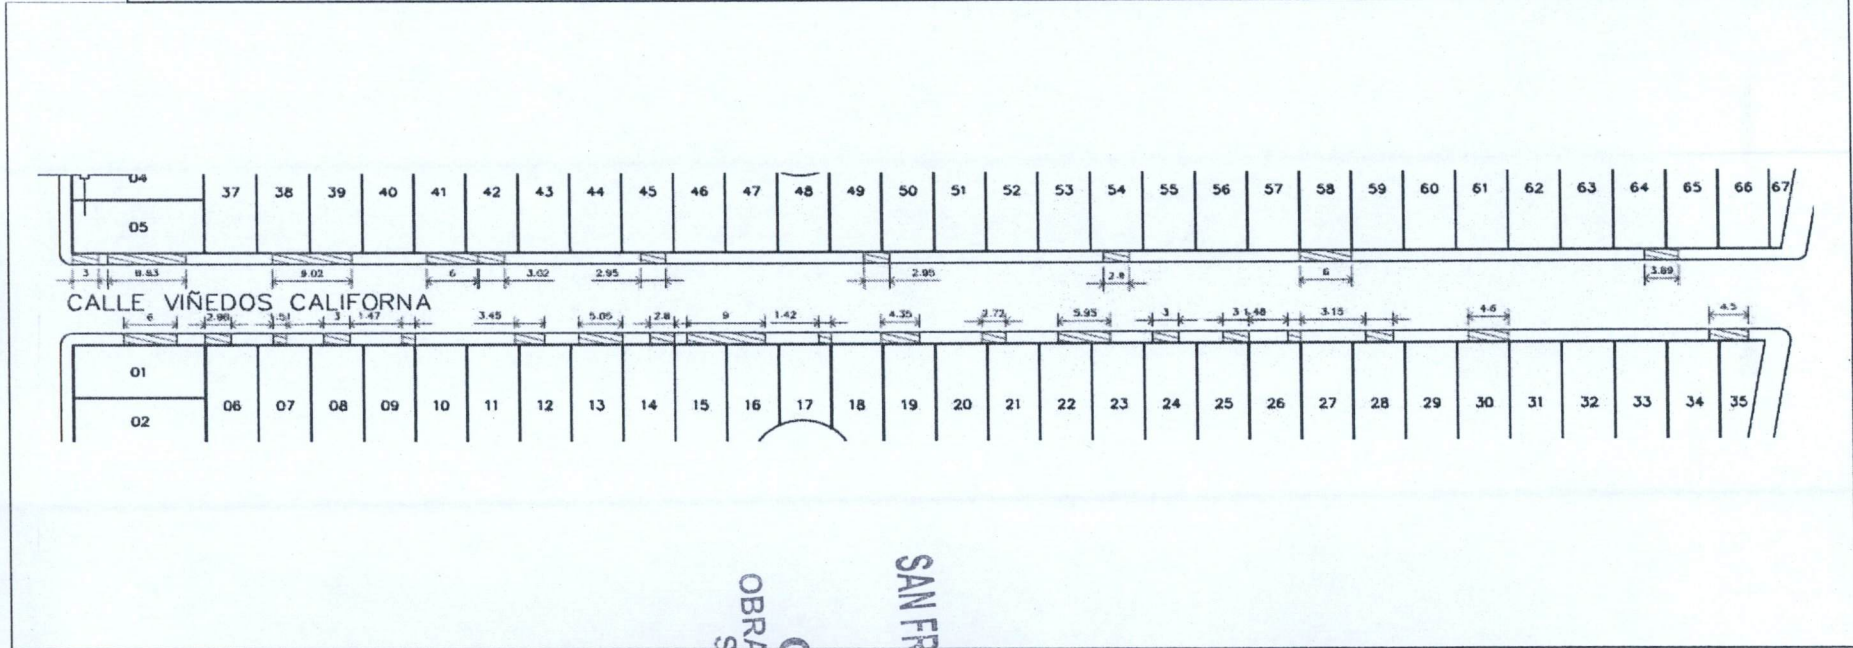 04 37 38 39 40 41 42 43 44 45 46 47 48 49 50 51 52 53 54 55 56 57 58 59 60 61 62 63 64 65 66 67
05
3 8.83 9.02 6 3.02 2.95 2.95 2.8 6 3.89
CALLE VIÑEDOS CALIFORNA
6 2.98 1.51 3 1.47 3.45 5.05 2.8 9 1.42 4.35 2.72 5.95 3 3 1.48 3.15 4.6 4.5
01
06 07 08 09 10 11 12 13 14 15 16 17 18 19 20 21 22 23 24 25 26 27 28 29 30 31 32 33 34 35
02
SAN FR
OBRA